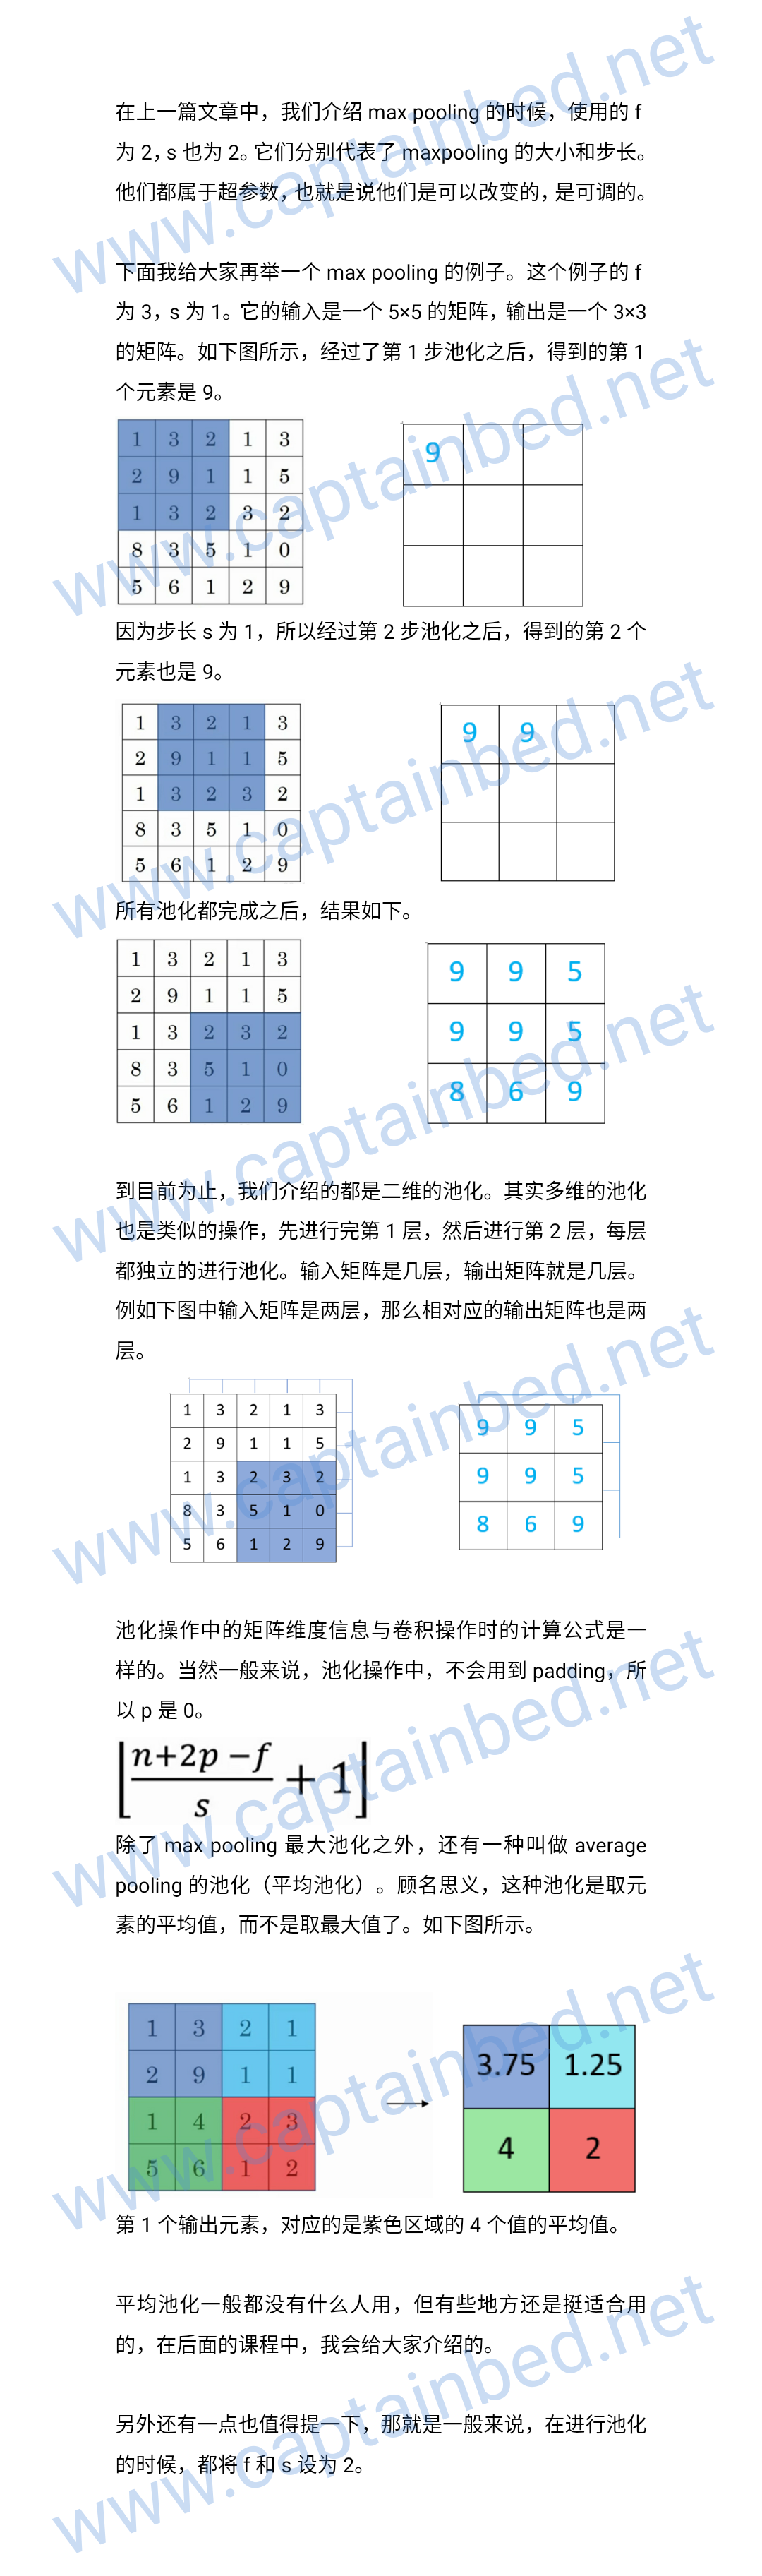 在上一篇文章中，我们介绍 max pooling 的时候，使用的 f
为 2，s 也为 2。它们分别代表了 maxpooling 的大小和步长。
他们都属于超参数，也就是说他们是可以改变的，是可调的。
下面我给大家再举一个 max pooling 的例子。这个例子的 f
为 3，s 为 1。它的输入是一个 5×5 的矩阵，输出是一个 3×3
的矩阵。如下图所示，经过了第 1 步池化之后，得到的第 1
个元素是 9。
1 3 2 1 3
2 9 1 1 5
1 3 2 3 2
8 3 5 1 0
5 6 1 2 9
9
因为步长 s 为 1，所以经过第 2 步池化之后，得到的第 2 个
元素也是 9。
1 3 2 1 3
2 9 1 1 5
1 3 2 3 2
8 3 5 1 0
5 6 1 2 9
9 9
所有池化都完成之后，结果如下。
1 3 2 1 3
2 9 1 1 5
1 3 2 3 2
8 3 5 1 0
5 6 1 2 9
9 9 5
9 9 5
8 6 9
到目前为止，我们介绍的都是二维的池化。其实多维的池化
也是类似的操作，先进行完第 1 层，然后进行第 2 层，每层
都独立的进行池化。输入矩阵是几层，输出矩阵就是几层。
例如下图中输入矩阵是两层，那么相对应的输出矩阵也是两
层。
1 3 2 1 3
2 9 1 1 5
1 3 2 3 2
8 3 5 1 0
5 6 1 2 9
9 9 5
9 9 5
8 6 9
池化操作中的矩阵维度信息与卷积操作时的计算公式是一
样的。当然一般来说，池化操作中，不会用到 padding，所
以 p 是 0。
⌊(n+2p −f)/s + 1⌋
除了 max pooling 最大池化之外，还有一种叫做 average
pooling 的池化（平均池化）。顾名思义，这种池化是取元
素的平均值，而不是取最大值了。如下图所示。
1 3 2 1
2 9 1 1
1 4 2 3
5 6 1 2
3.75 1.25
4 2
第 1 个输出元素，对应的是紫色区域的 4 个值的平均值。
平均池化一般都没有什么人用，但有些地方还是挺适合用
的，在后面的课程中，我会给大家介绍的。
另外还有一点也值得提一下，那就是一般来说，在进行池化
的时候，都将 f 和 s 设为 2。
www.captainbed.net
www.captainbed.net
www.captainbed.net
www.captainbed.net
www.captainbed.net
www.captainbed.net
www.captainbed.net
www.captainbed.net